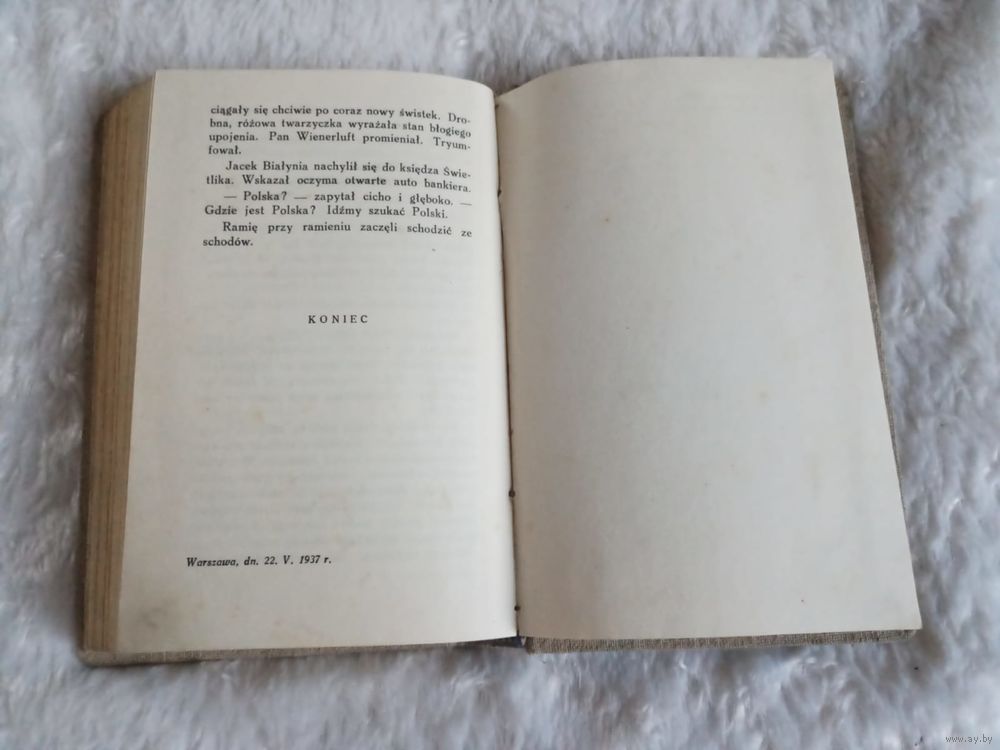 ciągały się chciwie po coraz nowy świstek. Dro-
bna, różowa twarzyczka wyrażała stan błogiego
upojenia. Pan Wienerluft promieniał. Tryum-
fował.
Jacek Białynia nachylił się do księdza Świe-
tlika. Wskazał oczyma otwarte auto bankiera.
— Polska? — zapytał cicho i głęboko. —
Gdzie jest Polska? Idźmy szukać Polski.
Ramię przy ramieniu zaczęli schodzić ze
schodów.
KONIEC
Warszawa, dn. 22. V. 1937 r.
www.ay.by